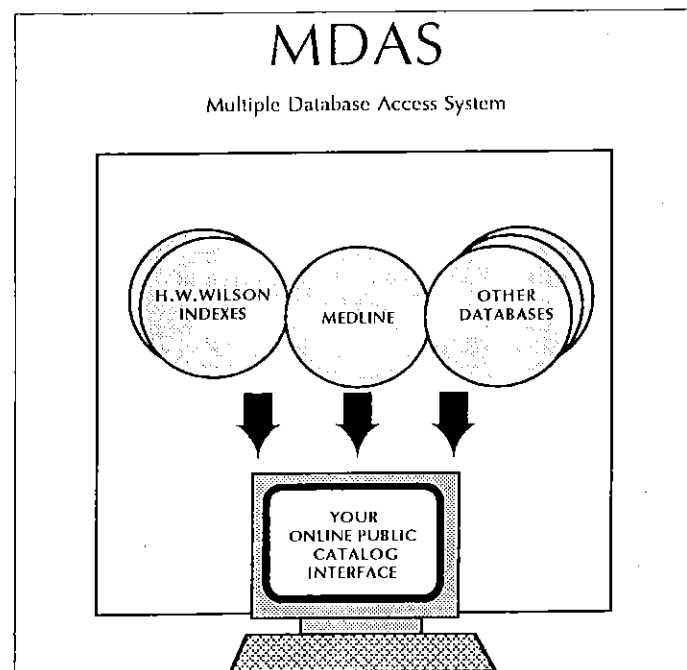 MDAS
Multiple Database Access System
H.W.WILSON
INDEXES
MEDLINE
OTHER
DATABASES
YOUR
ONLINE PUBLIC
CATALOG
INTERFACE